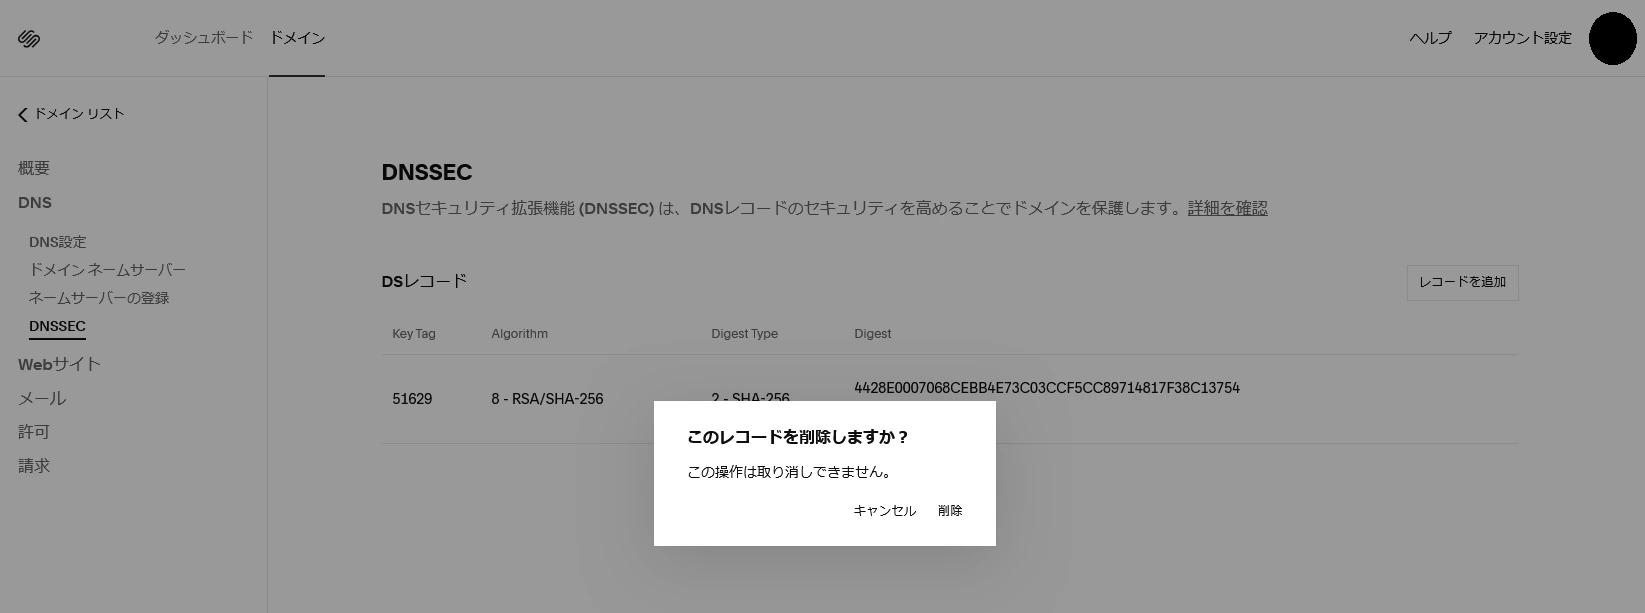 ダッシュボード ドメイン ヘルプ アカウント設定
ドメイン リスト
概要
DNS
DNS設定
ドメイン ネームサーバー
ネームサーバーの登録
DNSSEC
Webサイト
メール
許可
請求
DNSSEC
DNSセキュリティ拡張機能 (DNSSEC) は、DNSレコードのセキュリティを高めることでドメインを保護します。詳細を確認
DSレコード レコードを追加
Key Tag Algorithm Digest Type Digest
51629 8 - RSA/SHA-256 2 - SHA-256 4428E0007068CEBB4E73C03CCF5CC89714817F38C13754
このレコードを削除しますか？
この操作は取り消しできません。
キャンセル 削除